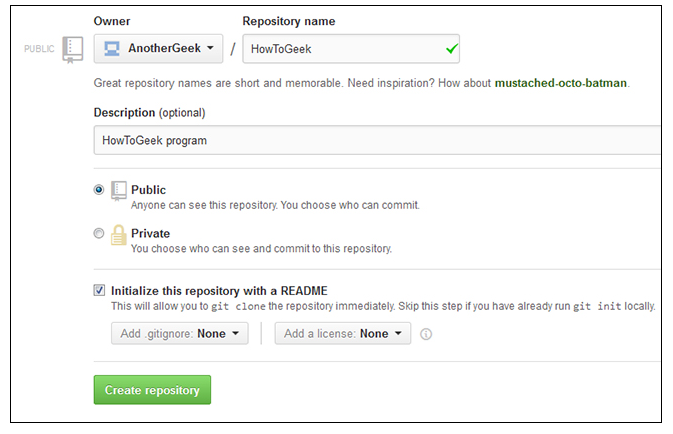 Owner Repository name
PUBLIC AnotherGeek / HowToGeek
Great repository names are short and memorable. Need inspiration? How about mustached-octo-batman.
Description (optional)
HowToGeek program
Public
Anyone can see this repository. You choose who can commit.
Private
You choose who can see and commit to this repository.
Initialize this repository with a README
This will allow you to git clone the repository immediately. Skip this step if you have already run git init locally.
Add .gitignore: None Add a license: None
Create repository